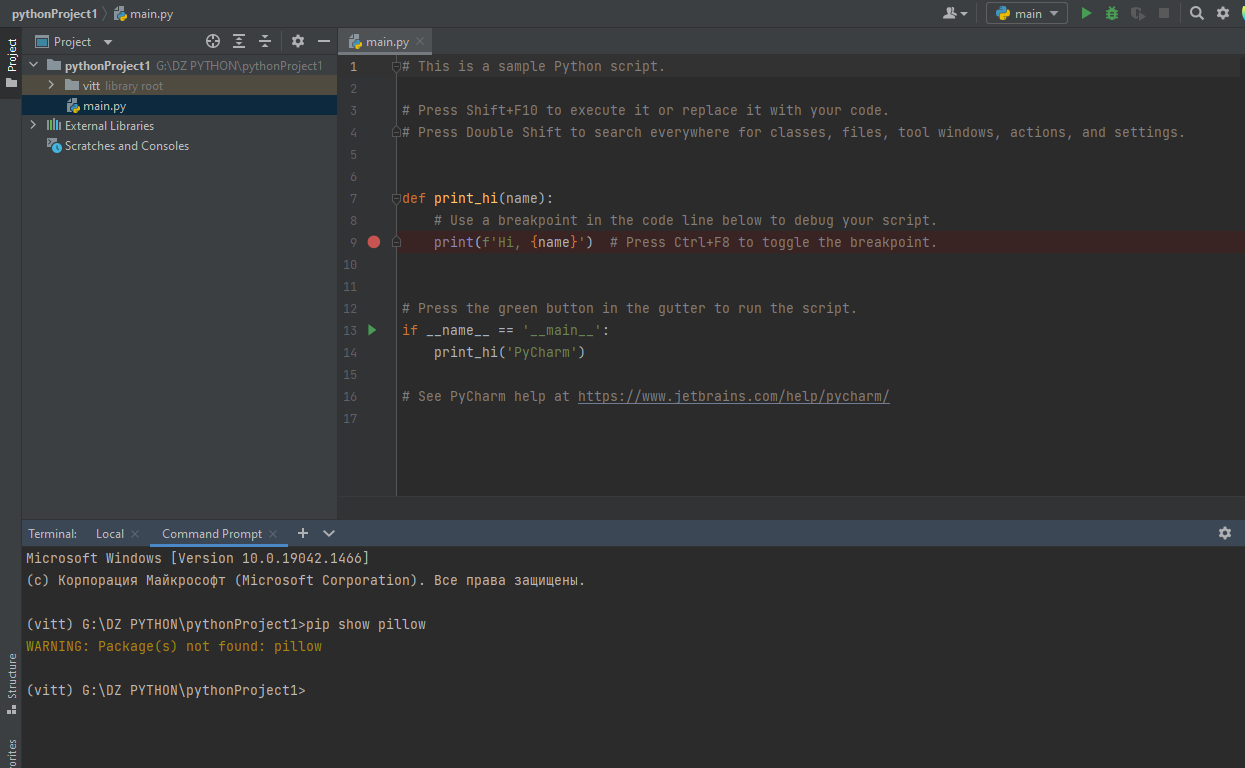 pythonProject1 main.py
main
Project
Project
main.py
pythonProject1 G:\DZ PYTHON\pythonProject1
vitt library root
main.py
External Libraries
Scratches and Consoles
1 # This is a sample Python script.
2
3 # Press Shift+F10 to execute it or replace it with your code.
4 # Press Double Shift to search everywhere for classes, files, tool windows, actions, and settings.
5
6
7 def print_hi(name):
8 # Use a breakpoint in the code line below to debug your script.
9 print(f'Hi, {name}')  # Press Ctrl+F8 to toggle the breakpoint.
10
11
12 # Press the green button in the gutter to run the script.
13 if __name__ == '__main__':
14 print_hi('PyCharm')
15
16 # See PyCharm help at https://www.jetbrains.com/help/pycharm/
17
Terminal: Local Command Prompt
Microsoft Windows [Version 10.0.19042.1466]
(c) Корпорация Майкрософт (Microsoft Corporation). Все права защищены.
(vitt) G:\DZ PYTHON\pythonProject1>pip show pillow
WARNING: Package(s) not found: pillow
(vitt) G:\DZ PYTHON\pythonProject1>
Structure